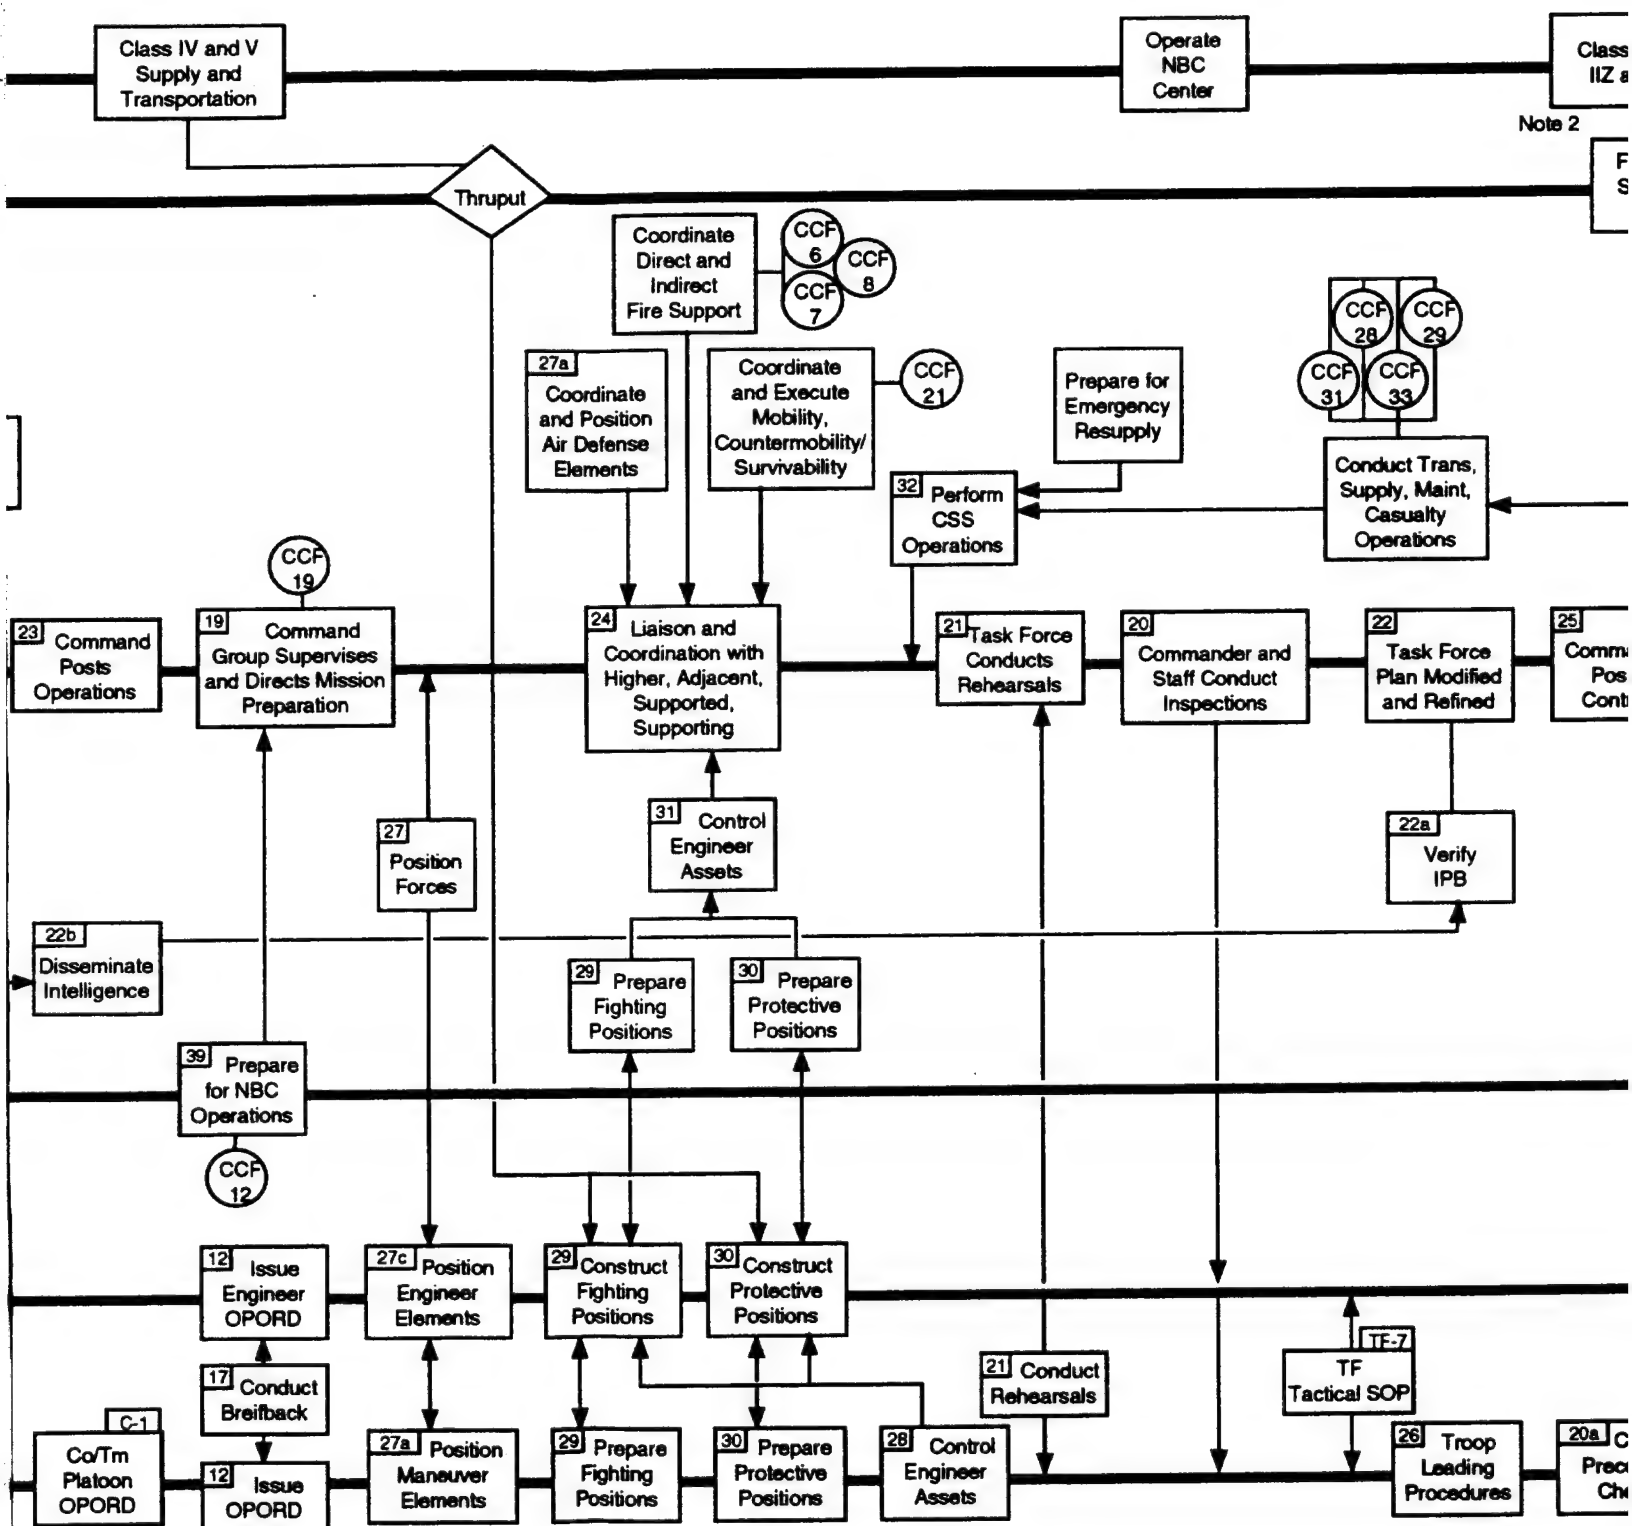 Class IV and V
Supply and
Transportation
Operate
NBC
Center
Class
IIZ a
Note 2
F
S
Thruput
Coordinate
Direct and
Indirect
Fire Support
CCF
6
CCF
8
CCF
7
CCF
28
CCF
29
CCF
31
CCF
33
27a
Coordinate
and Position
Air Defense
Elements
Coordinate
and Execute
Mobility,
Countermobility/
Survivability
CCF
21
Prepare for
Emergency
Resupply
32 Perform
CSS
Operations
Conduct Trans,
Supply, Maint,
Casualty
Operations
CCF
19
23 Command
Posts
Operations
19 Command
Group Supervises
and Directs Mission
Preparation
24 Liaison and
Coordination with
Higher, Adjacent,
Supported,
Supporting
21 Task Force
Conducts
Rehearsals
20
Commander and
Staff Conduct
Inspections
22
Task Force
Plan Modified
and Refined
25
Comma
Pos
Conti
31 Control
Engineer
Assets
27
Position
Forces
22a
Verify
IPB
22b
Disseminate
Intelligence
29 Prepare
Fighting
Positions
30 Prepare
Protective
Positions
39 Prepare
for NBC
Operations
CCF
12
12 Issue
Engineer
OPORD
27c Position
Engineer
Elements
29 Construct
Fighting
Positions
30 Construct
Protective
Positions
17 Conduct
Breifback
21 Conduct
Rehearsals
TF-7
TF
Tactical SOP
C-1
Co/Tm
Platoon
OPORD
12 Issue
OPORD
27a Position
Maneuver
Elements
29 Prepare
Fighting
Positions
30 Prepare
Protective
Positions
28 Control
Engineer
Assets
26 Troop
Leading
Procedures
20a C
Prec
Che